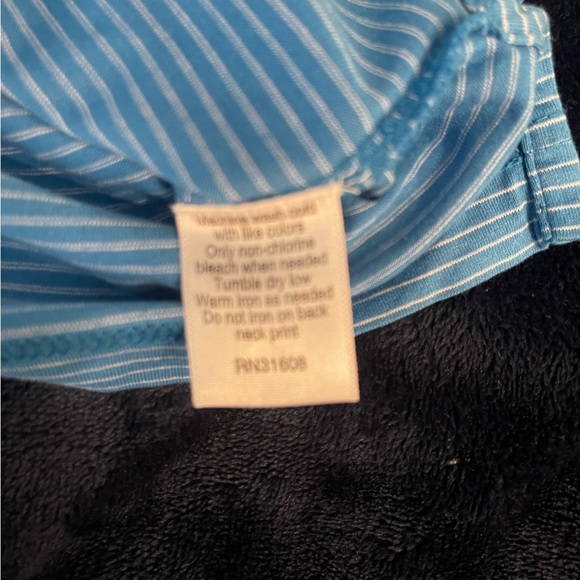 Machine wash cold
with like colors
Only non-chlorine
bleach when needed
Tumble dry low
Warm iron as needed
Do not iron on back
neck print
RN31608